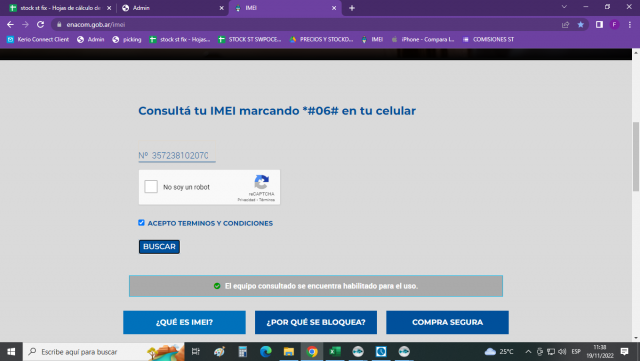 stock st fix - Hojas de cálculo de
Admin
IMEI
enacom.gob.ar/imei
F
Kerio Connect Client
Admin
picking
stock st fix - Hojas...
STOCK ST SWPOCE...
PRECIOS Y STOCKD...
IMEI
iPhone - Compara l...
COMISIONES ST
Consultá tu IMEI marcando *#06# en tu celular
Nº 357238102070
No soy un robot
reCAPTCHA
Privacidad - Términos
ACEPTO TERMINOS Y CONDICIONES
BUSCAR
El equipo consultado se encuentra habilitado para el uso.
¿QUÉ ES IMEI?
¿POR QUÉ SE BLOQUEA?
COMPRA SEGURA
Escribe aquí para buscar
25°C
ESP
11:38
19/11/2022